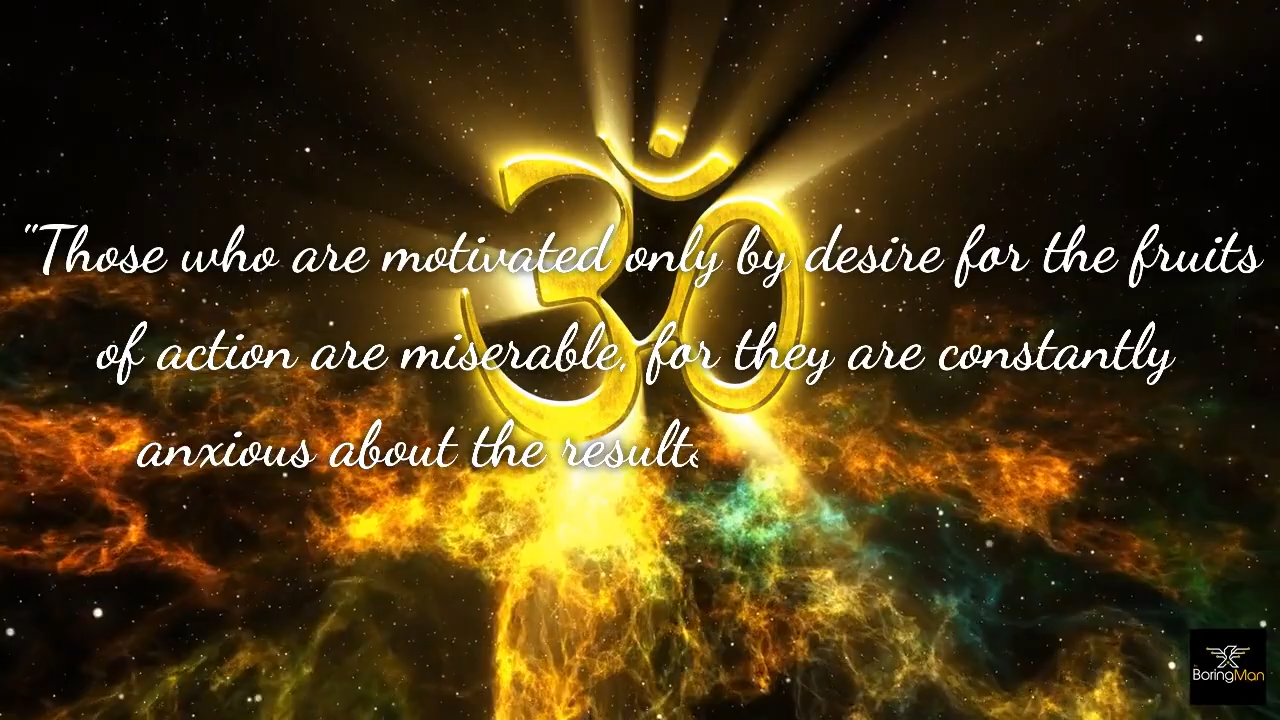 "Those who are motivated only by desire for the fruits
of action are miserable, for they are constantly
anxious about the result
BoringMan